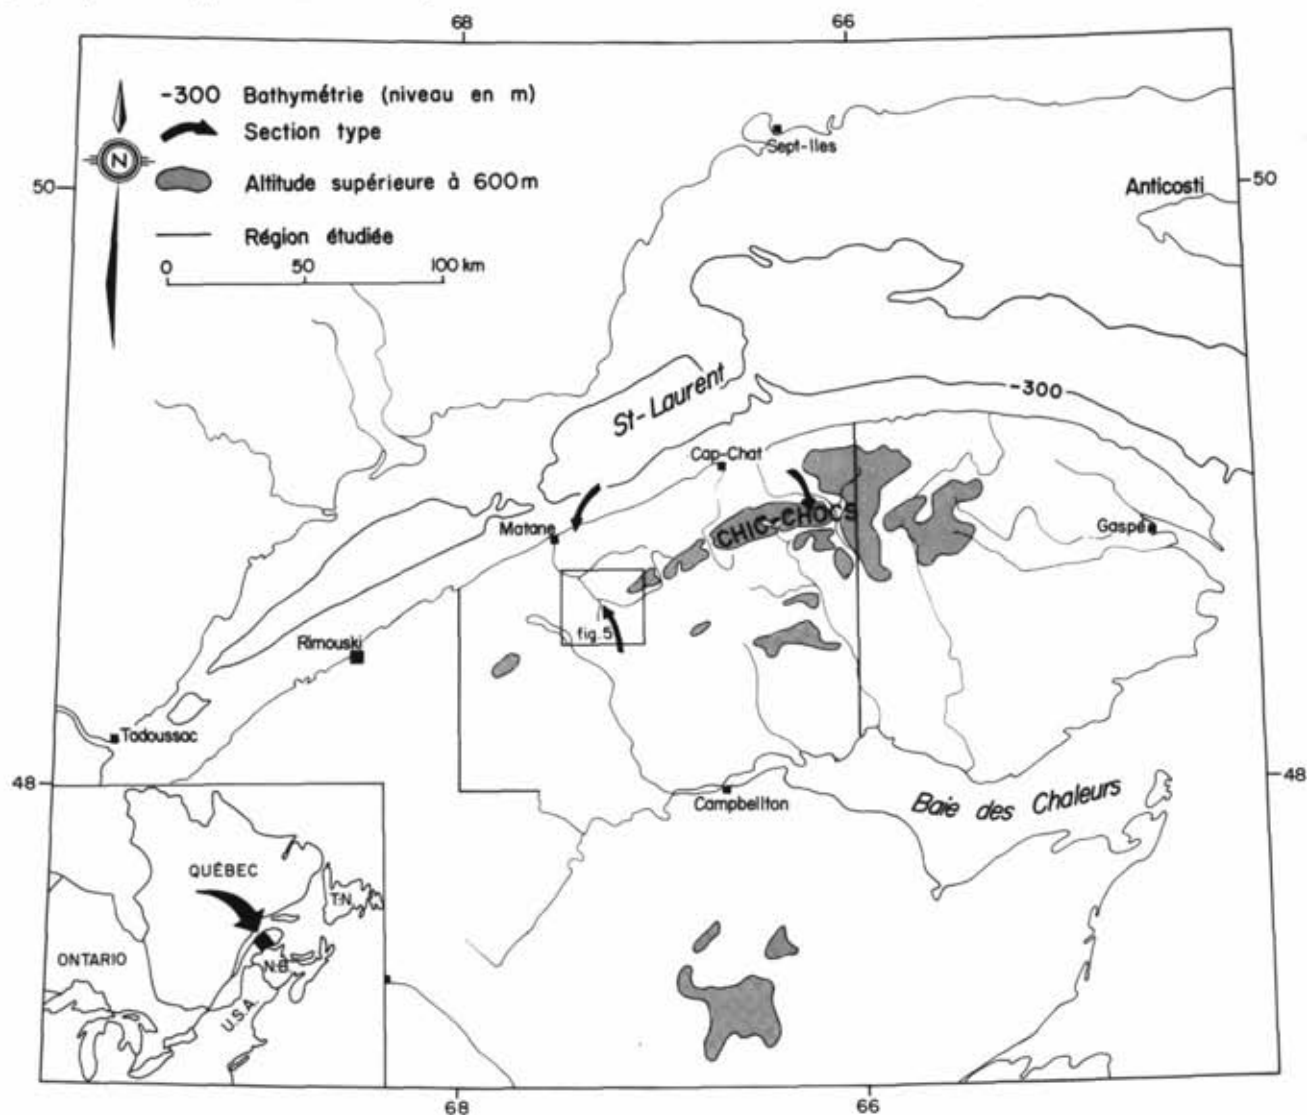 68 66
-300 Bathymétrie (niveau en m)
Section type
N
Altitude supérieure à 600m
Région étudiée
0 50 100 km
50 50
Sept-Iles
Anticosti
St-Laurent
-300
Cap-Chat
CHIC-CHOCS
Matane
Gaspé
fig. 5
Rimouski
Tadoussac
48 48
Campbellton
Baie des Chaleurs
QUÉBEC
T.-N.
ONTARIO
N.-B.
U.S.A.
68 66